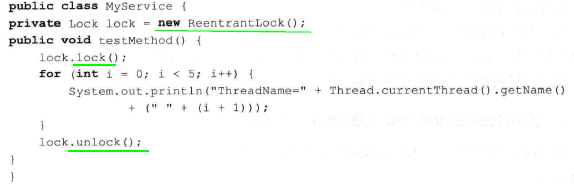 public class MyService {
private Lock lock = new ReentrantLock();
public void testMethod() {
    lock.lock();
    for (int i = 0; i < 5; i++) {
        System.out.println("ThreadName=" + Thread.currentThread().getName()
                + (" " + (i + 1)));
    }
    lock.unlock();
}
}